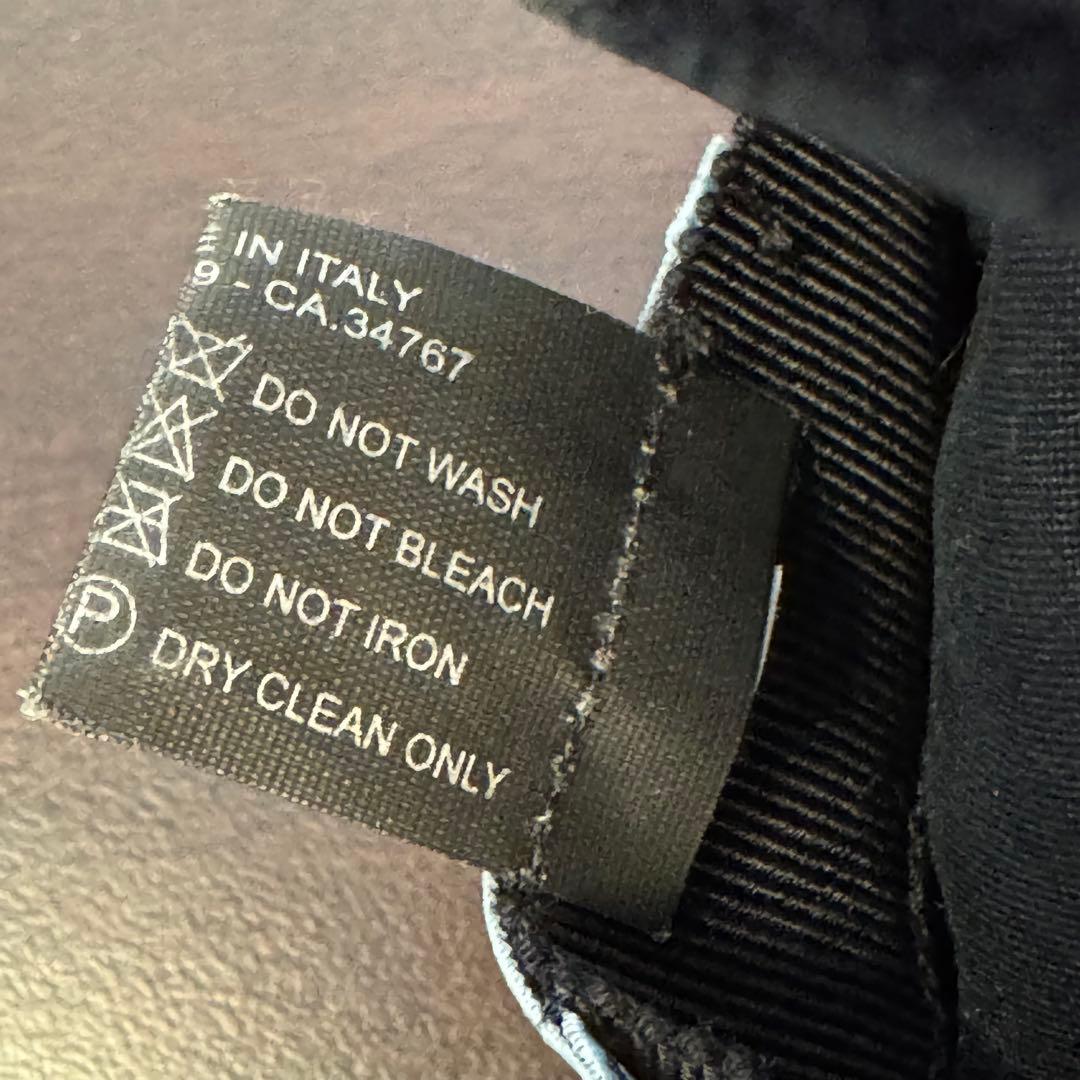 IN ITALY
9 - CA.34767
DO NOT WASH
DO NOT BLEACH
DO NOT IRON
P DRY CLEAN ONLY